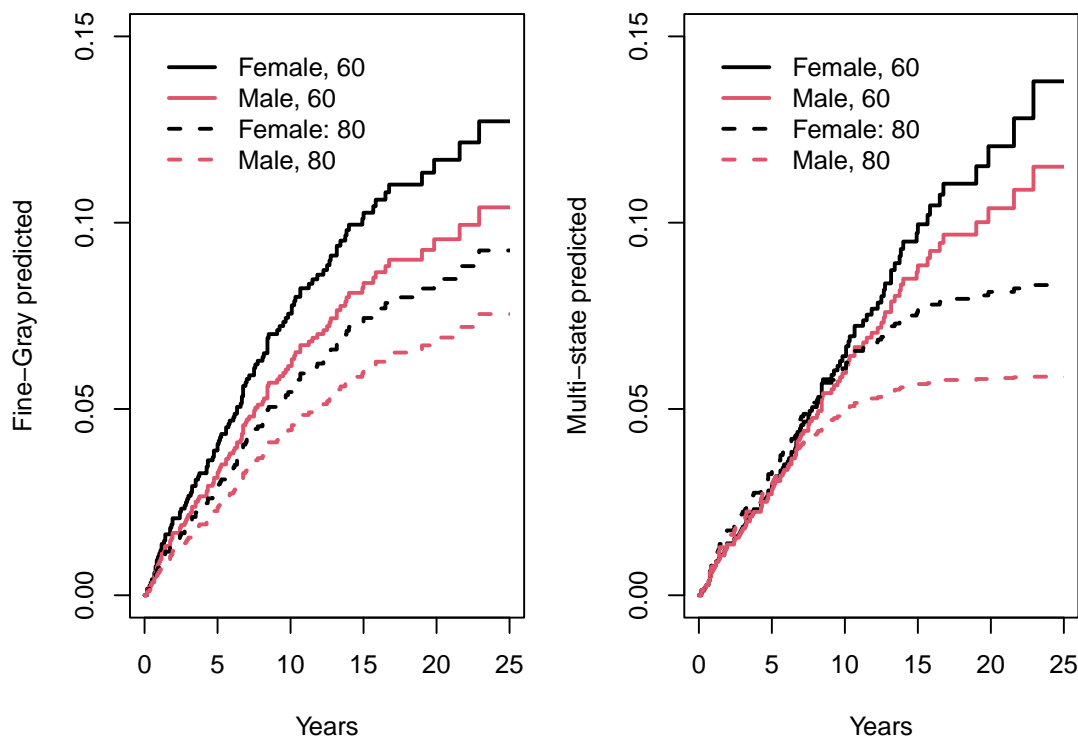 Fine−Gray predicted
0.15
0.10
0.05
0.00
Female, 60
Male, 60
Female: 80
Male, 80
0 5 10 15 20 25
Years
Multi−state predicted
0.15
0.10
0.05
0.00
Female, 60
Male, 60
Female: 80
Male, 80
0 5 10 15 20 25
Years